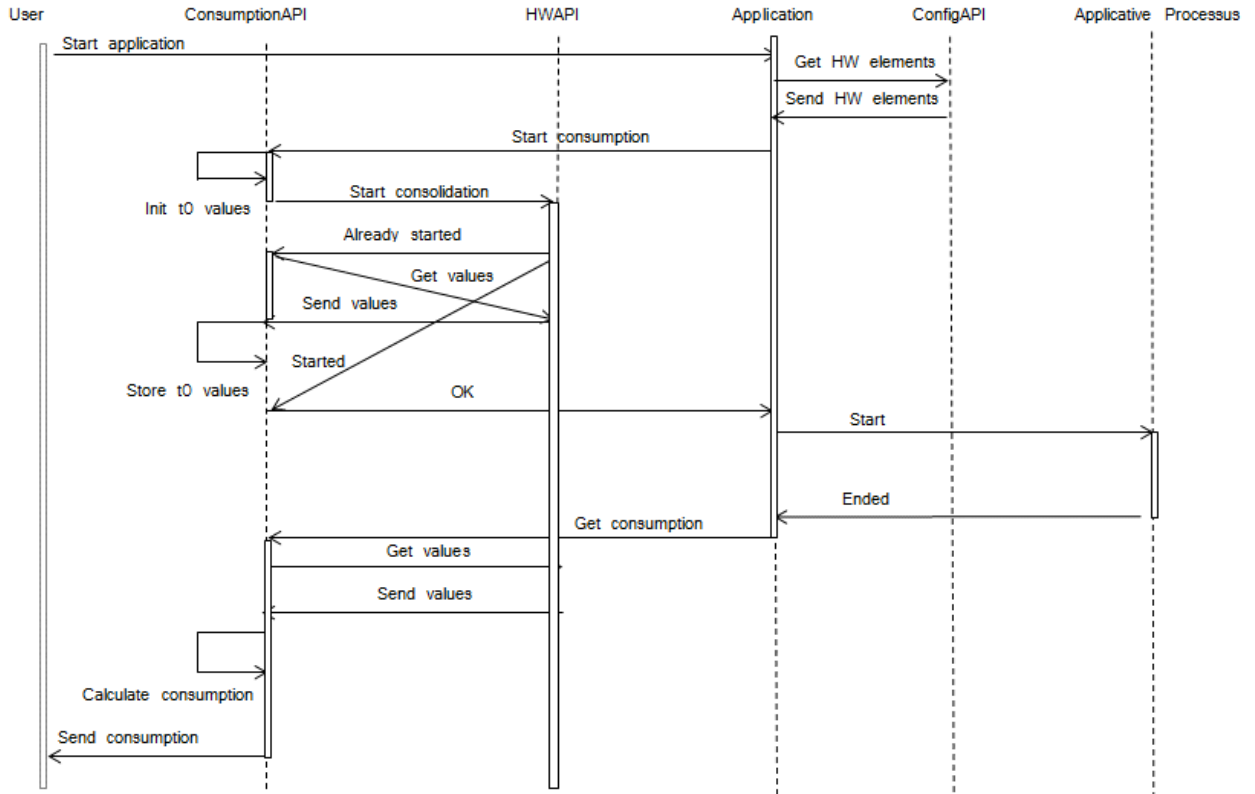 User ConsumptionAPI HWAPI Application ConfigAPI Applicative Processus
Start application
Get HW elements
Send HW elements
Start consumption
Start consolidation
Init t0 values
Already started
Get values
Send values
Started
Store t0 values
OK
Start
Ended
Get consumption
Get values
Send values
Calculate consumption
Send consumption